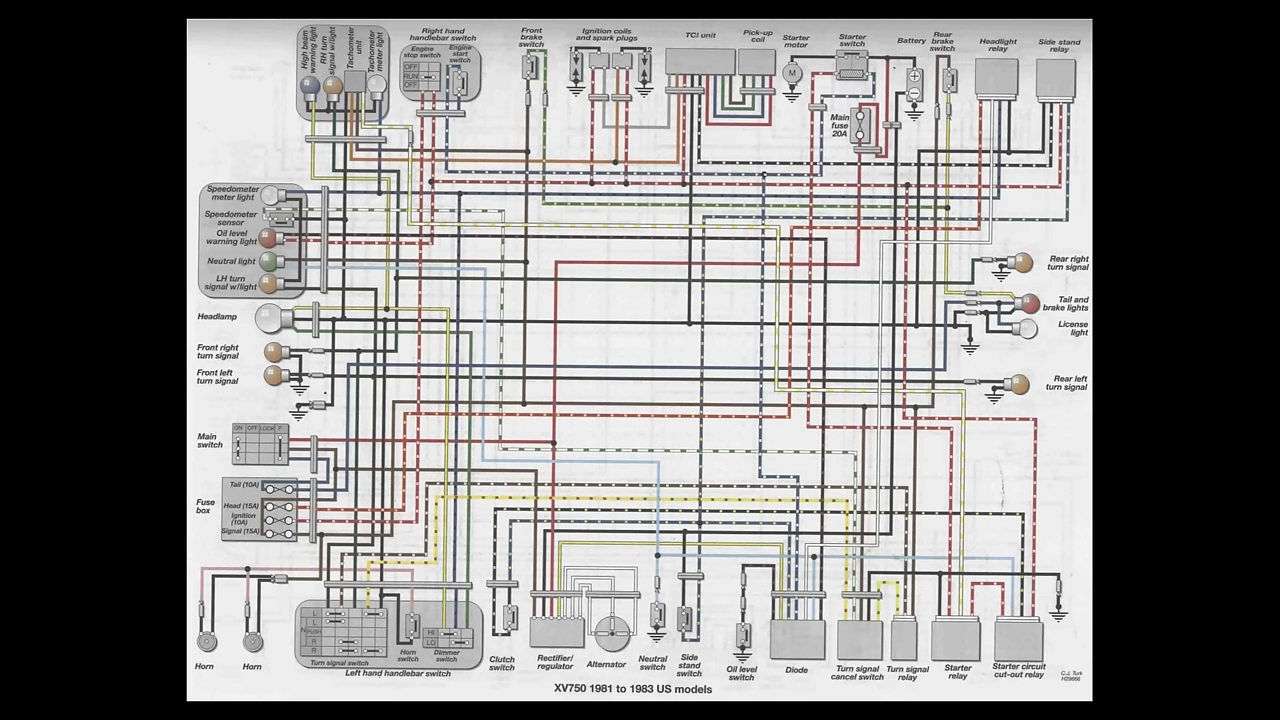 High beam
warning light
RH turn
signal w/light
Tachometer
unit
Tachometer
meter light
Right hand
handlebar switch
Engine
stop switch
Engine
start
switch
OFF
RUN
OFF
Front
brake
switch
Ignition coils
and spark plugs
1
2
TCI unit
Pick-up
coil
Starter
motor
M
Starter
switch
Battery
Rear
brake
switch
Headlight
relay
Side stand
relay
Main
fuse
20A
Speedometer
meter light
Speedometer
sensor
Oil level
warning light
Neutral light
LH turn
signal w/light
Headlamp
Front right
turn signal
Front left
turn signal
Rear right
turn signal
Tail and
brake lights
License
light
Rear left
turn signal
Main
switch
ON OFF LOCK P
Fuse
box
Tail (10A)
Head (15A)
Ignition
(10A)
Signal (15A)
Horn
Horn
L
L
N PUSH
R
R
Turn signal switch
Horn
switch
HI
LO
Dimmer
switch
Left hand handlebar switch
Clutch
switch
Rectifier/
regulator
Alternator
Neutral
switch
Side
stand
switch
Oil level
switch
Diode
Turn signal
cancel switch
Turn signal
relay
Starter
relay
Starter circuit
cut-out relay
C.J. Turk
H29666
XV750 1981 to 1983 US models